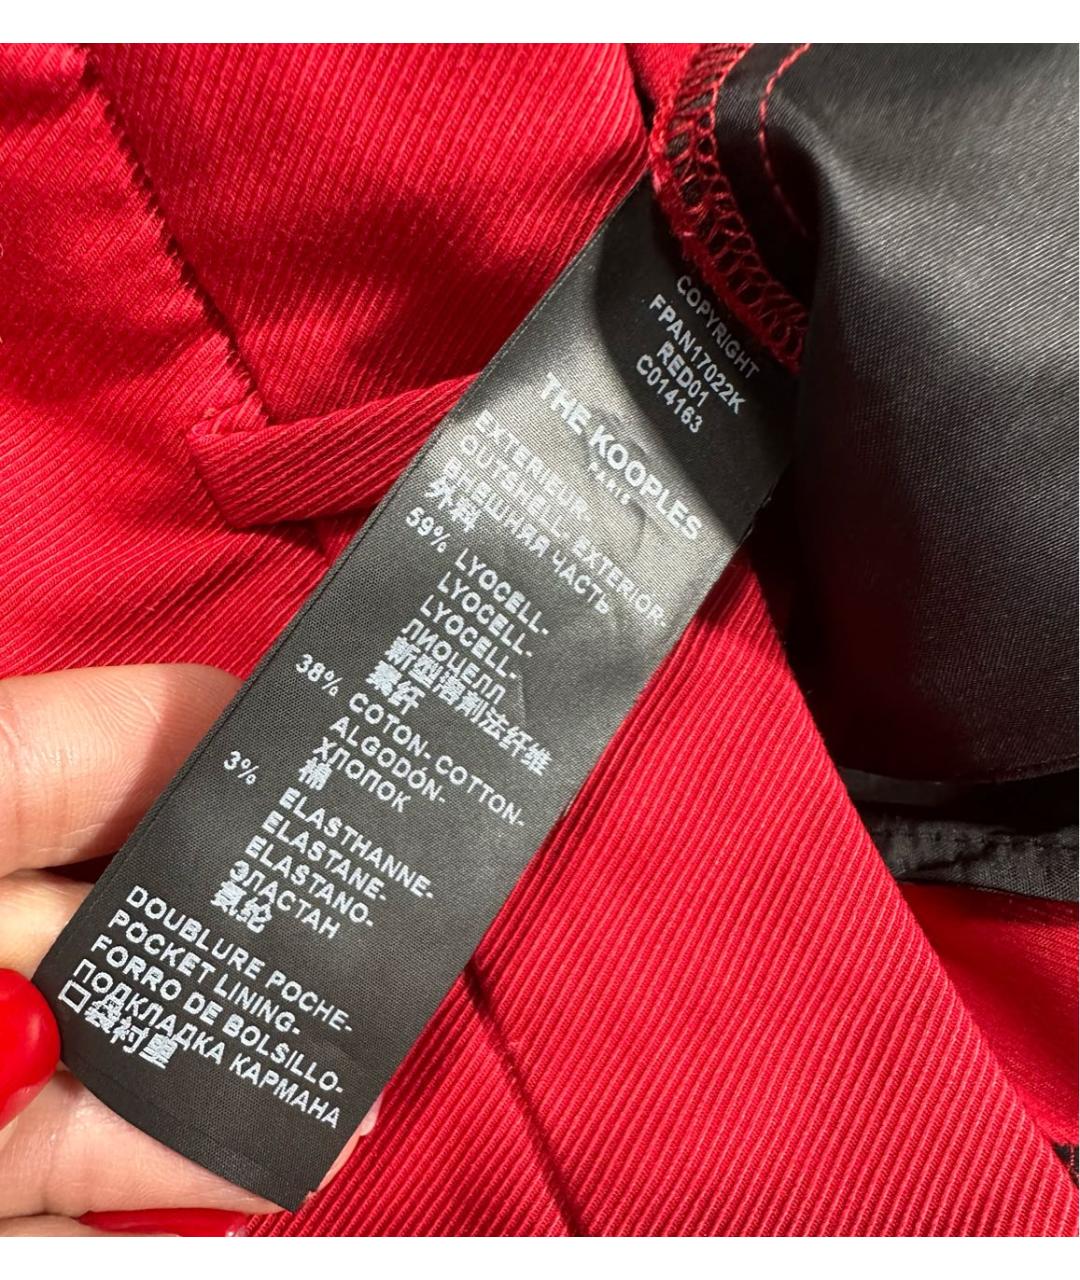 COPYRIGHT
FPAN17022K
RED01
C014163
THE KOOPLES
PARIS
EXTERIEUR-
OUTSHELL- EXTERIOR-
ВНЕШНЯЯ ЧАСТЬ
外料
59% LYOCELL-
LYOCELL-
LYOCELL-
ЛИОЦЕЛЛ
新型溶剂法纤维
素纤
38% COTON- COTTON-
ALGODÓN-
ХЛОПОК
棉
3% ELASTHANNE-
ELASTANE-
ELASTANO-
ЭЛАСТАН
氨纶
DOUBLURE POCHE-
POCKET LINING-
FORRO DE BOLSILLO-
ПОДКЛАДКА КАРМАНА
口袋衬里